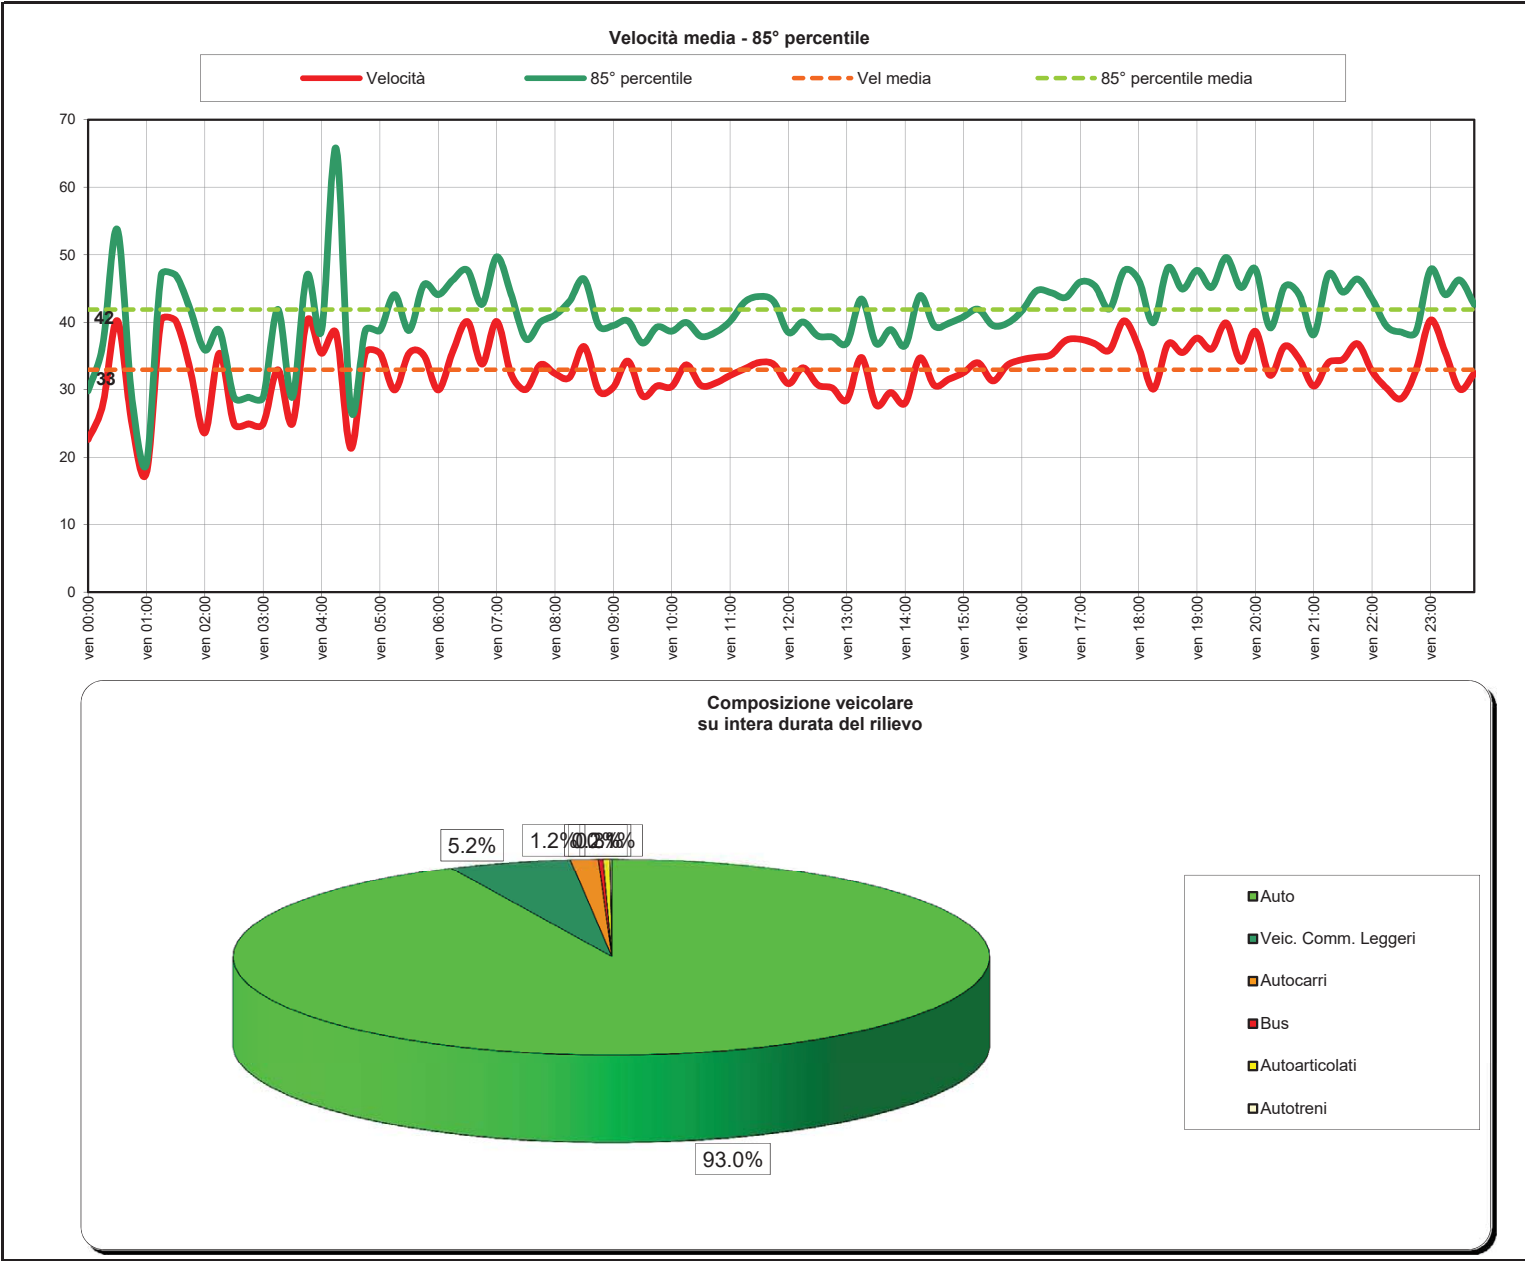 Velocità media - 85° percentile
Velocità 85° percentile Vel media 85° percentile media
70
60
50
40
30
20
10
0
42
33
ven 00:00
ven 01:00
ven 02:00
ven 03:00
ven 04:00
ven 05:00
ven 06:00
ven 07:00
ven 08:00
ven 09:00
ven 10:00
ven 11:00
ven 12:00
ven 13:00
ven 14:00
ven 15:00
ven 16:00
ven 17:00
ven 18:00
ven 19:00
ven 20:00
ven 21:00
ven 22:00
ven 23:00
Composizione veicolare
su intera durata del rilievo
5.2%
1.2%
93.0%
Auto
Veic. Comm. Leggeri
Autocarri
Bus
Autoarticolati
Autotreni